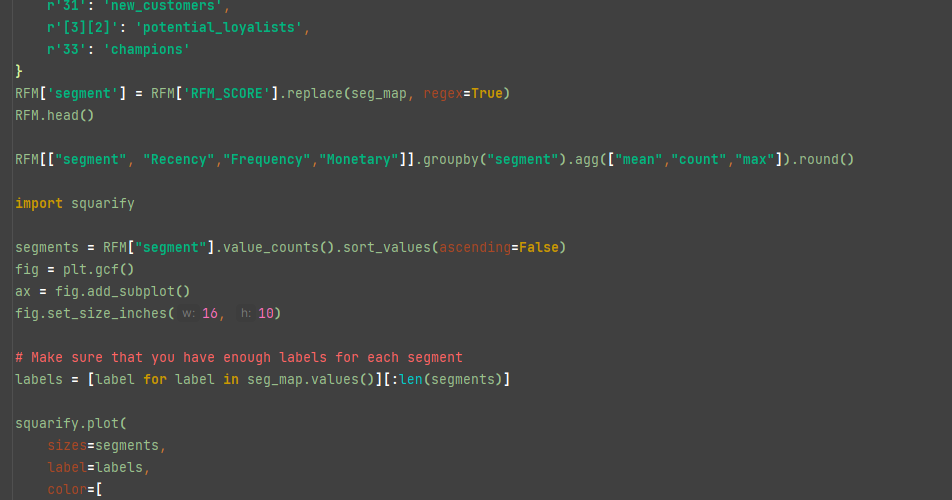 r'31': 'new_customers',
r'[3][2]': 'potential_loyalists',
r'33': 'champions'
}
RFM['segment'] = RFM['RFM_SCORE'].replace(seg_map, regex=True)
RFM.head()
RFM[["segment", "Recency","Frequency","Monetary"]].groupby("segment").agg(["mean","count","max"]).round()
import squarify
segments = RFM["segment"].value_counts().sort_values(ascending=False)
fig = plt.gcf()
ax = fig.add_subplot()
fig.set_size_inches( w: 16, h: 10)
# Make sure that you have enough labels for each segment
labels = [label for label in seg_map.values()][:len(segments)]
squarify.plot(
sizes=segments,
label=labels,
color=[